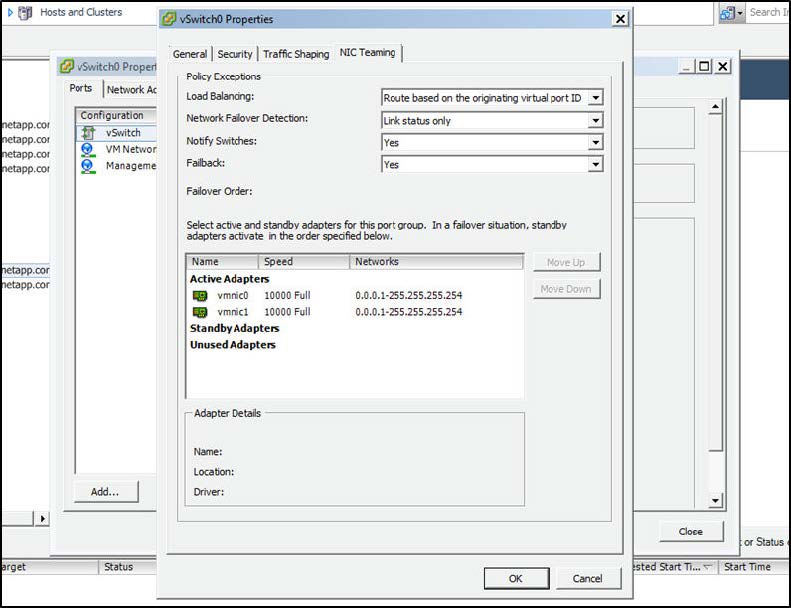 Hosts and Clusters
Search In
vSwitch0 Properties
vSwitch0 Propert
General
Security
Traffic Shaping
NIC Teaming
Ports
Network Ad
Configuration
vSwitch
VM Networ
Manageme
netapp.com
netapp.com
netapp.com
netapp.com
netapp.com
Policy Exceptions
Load Balancing:
Route based on the originating virtual port ID
Network Failover Detection:
Link status only
Notify Switches:
Yes
Failback:
Yes
Failover Order:
Select active and standby adapters for this port group. In a failover situation, standby
adapters activate in the order specified below.
Name Speed Networks
Active Adapters
vmnic0 10000 Full 0.0.0.1-255.255.255.254
vmnic1 10000 Full 0.0.0.1-255.255.255.254
Standby Adapters
Unused Adapters
Move Up
Move Down
Adapter Details
Name:
Location:
Driver:
Add...
Close
OK
Cancel
arget
Status
or Status
ested Start Ti...
Start Time